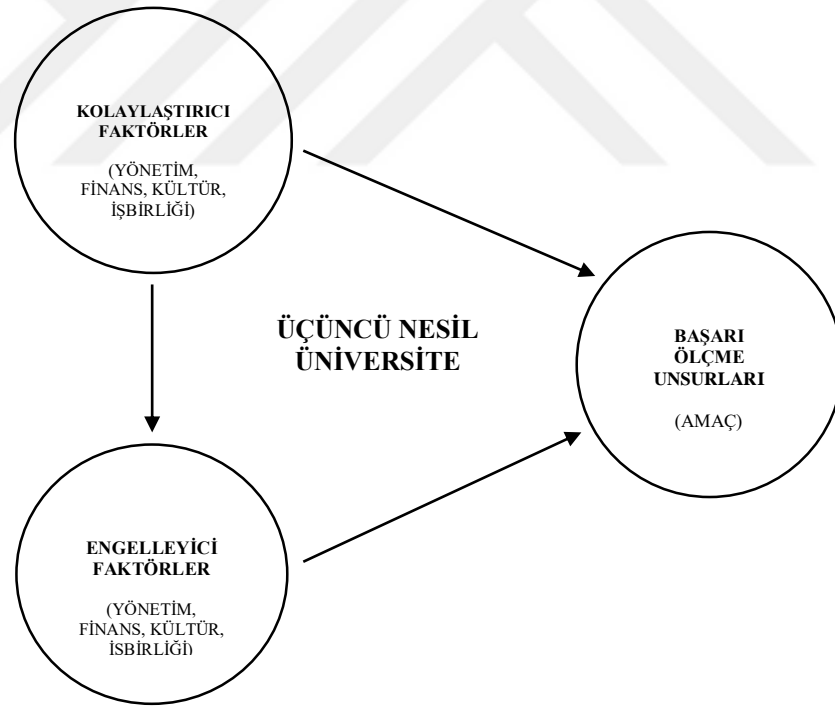 KOLAYLAŞTIRICI
FAKTÖRLER
(YÖNETİM,
FİNANS, KÜLTÜR,
İŞBİRLİĞİ)
ÜÇÜNCÜ NESİL
ÜNİVERSİTE
BAŞARI
ÖLÇME
UNSURLARI
(AMAÇ)
ENGELLEYİCİ
FAKTÖRLER
(YÖNETİM,
FİNANS, KÜLTÜR,
İŞBİRLİĞİ)